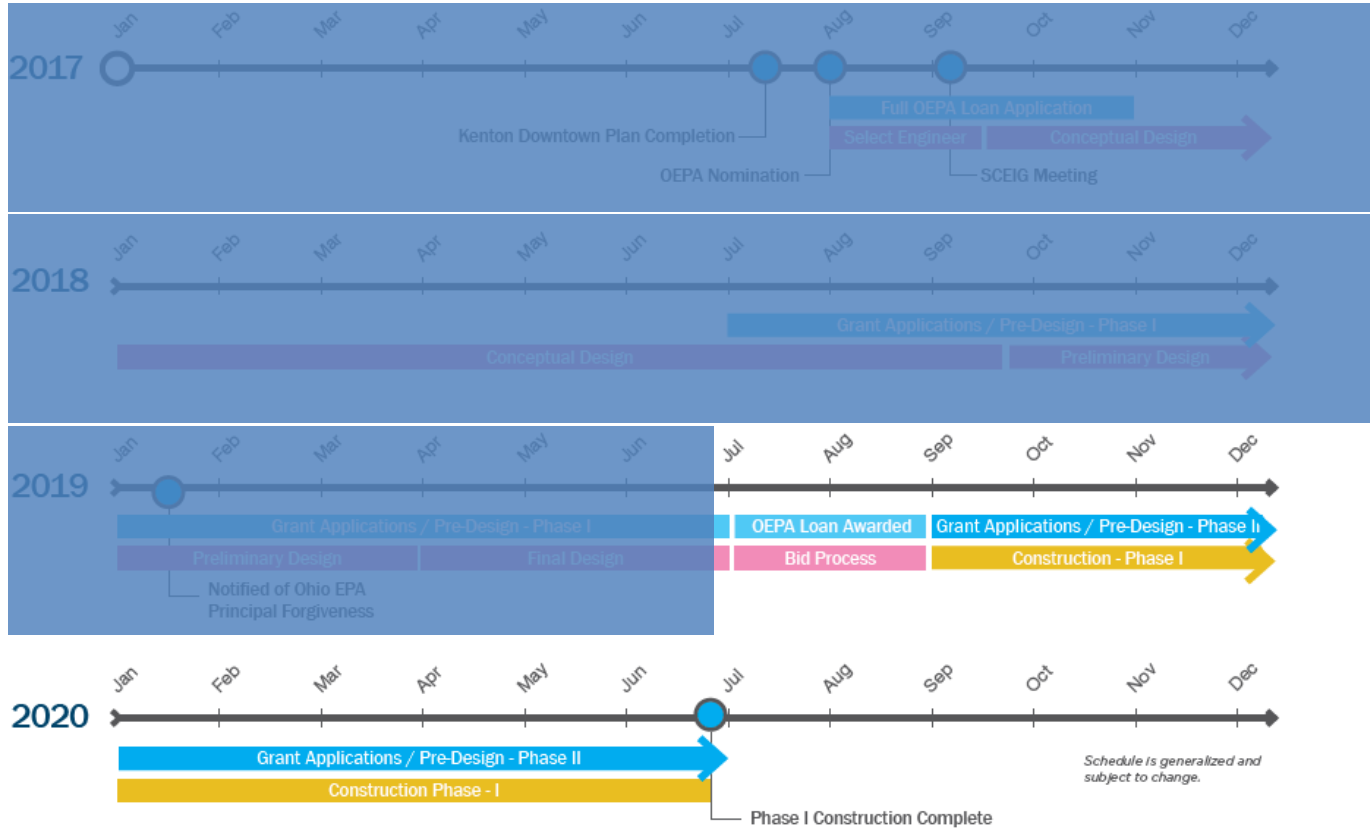 Jan Feb Mar Apr May Jun Jul Aug Sep Oct Nov Dec
2017
Full OEPA Loan Application
Kenton Downtown Plan Completion
Select Engineer
Conceptual Design
OEPA Nomination
SCEIG Meeting
Jan Feb Mar Apr May Jun Jul Aug Sep Oct Nov Dec
2018
Grant Applications / Pre-Design - Phase I
Conceptual Design
Preliminary Design
Jan Feb Mar Apr May Jun Jul Aug Sep Oct Nov Dec
2019
Grant Applications / Pre-Design - Phase I
OEPA Loan Awarded
Grant Applications / Pre-Design - Phase II
Preliminary Design
Final Design
Bid Process
Construction - Phase I
Notified of Ohio EPA
Principal Forgiveness
Jan Feb Mar Apr May Jun Jul Aug Sep Oct Nov Dec
2020
Grant Applications / Pre-Design - Phase II
Construction Phase - I
Schedule is generalized and
subject to change.
Phase I Construction Complete